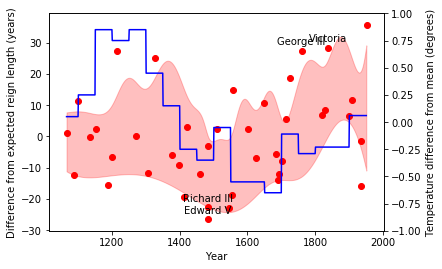 Difference from expected reign length (years)
30
20
10
0
−10
−20
−30
George III
Victoria
Richard III
Edward V
1.00
0.75
0.50
0.25
0.00
−0.25
−0.50
−0.75
−1.00
Temperature difference from mean (degrees)
1200 1400 1600 1800 2000
Year